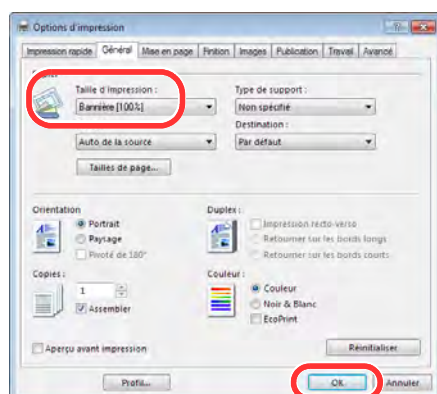 Options d'impression
Impression rapide Général Mise en page Finition Images Publication Travail Avancé
Taille d'impression : Type de support :
Bannière [100%] Non spécifié
Destination :
Auto de la source Par défaut
Tailles de page...
Orientation Duplex :
Portrait Impression recto-verso
Paysage Retourner sur les bords longs
Pivoté de 180° Retourner sur les bords courts
Copies : Couleur :
1 Couleur
Assembler Noir & Blanc
EcoPrint
Aperçu avant impression Réinitialiser
Profil... OK Annuler